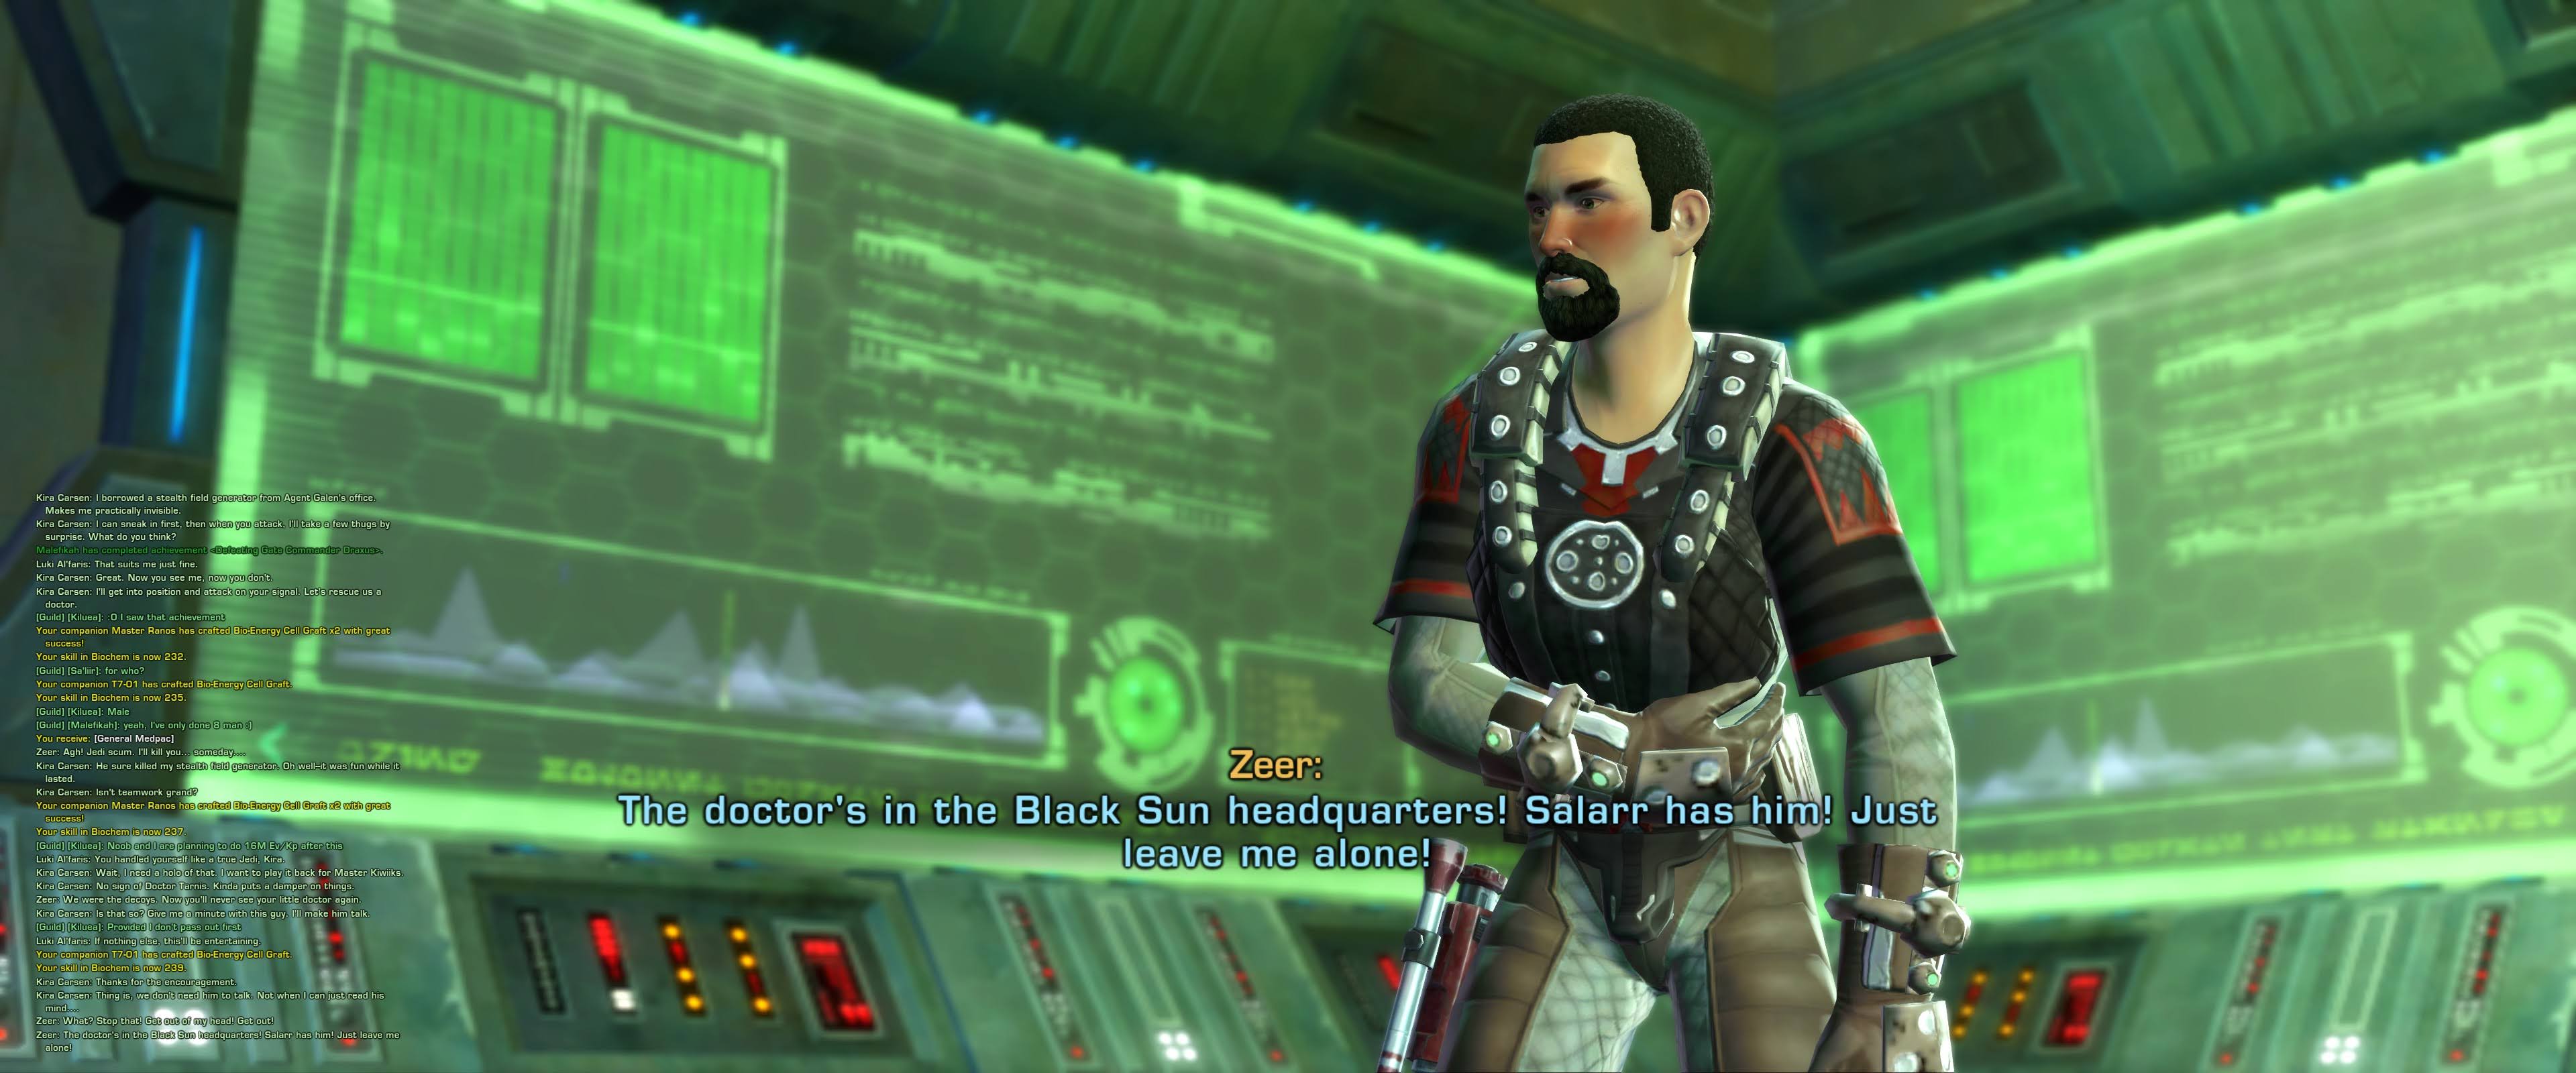 Kira Carsen: I borrowed a stealth field generator from Agent Galen's office.
Makes me practically invisible.
Kira Carsen: I can sneak in first, then when you attack, I'll take a few thugs by
surprise. What do you think?
Malefikah has completed achievement <Defeating Gate Commander Draxus>.
Luki Al'faris: That suits me just fine.
Kira Carsen: Great. Now you see me, now you don't.
Kira Carsen: I'll get into position and attack on your signal. Let's rescue us a
doctor.
[Guild] [Kiluea]: :O I saw that achievement
Your companion Master Ranos has crafted Bio-Energy Cell Graft x2 with great
success!
Your skill in Biochem is now 232.
[Guild] [Sa'liir]: for who?
Your companion T7-01 has crafted Bio-Energy Cell Graft.
Your skill in Biochem is now 235.
[Guild] [Kiluea]: Male
[Guild] [Malefikah]: yeah, I've only done 8 man :]
You receive: [General Medpac]
Zeer: Agh! Jedi scum. I'll kill you... someday....
Kira Carsen: He sure killed my stealth field generator. Oh well–it was fun while it
lasted.
Kira Carsen: Isn't teamwork grand?
Your companion Master Ranos has crafted Bio-Energy Cell Graft x2 with great
success!
Your skill in Biochem is now 237.
[Guild] [Kiluea]: Noob and I are planning to do 16M Ev/Kp after this
Luki Al'faris: You handled yourself like a true Jedi, Kira.
Kira Carsen: Wait, I need a holo of that. I want to play it back for Master Kiwiiks.
Kira Carsen: No sign of Doctor Tarnis. Kinda puts a damper on things.
Zeer: We were the decoys. Now you'll never see your little doctor again.
Kira Carsen: Is that so? Give me a minute with this guy. I'll make him talk.
[Guild] [Kiluea]: Provided I don't pass out first
Luki Al'faris: If nothing else, this'll be entertaining.
Your companion T7-01 has crafted Bio-Energy Cell Graft.
Your skill in Biochem is now 239.
Kira Carsen: Thanks for the encouragement.
Kira Carsen: Thing is, we don't need him to talk. Not when I can just read his
mind....
Zeer: What? Stop that! Get out of my head! Get out!
Zeer: The doctor's in the Black Sun headquarters! Salarr has him! Just leave me
alone!
Zeer:
The doctor's in the Black Sun headquarters! Salarr has him! Just
leave me alone!